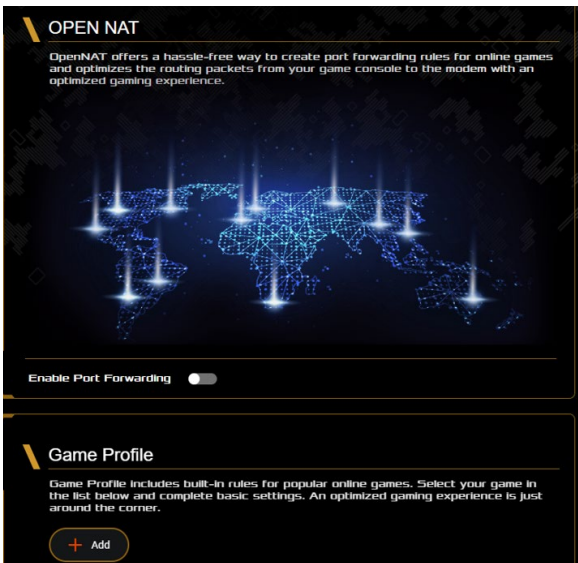 OPEN NAT
OpenNAT offers a hassle-free way to create port forwarding rules for online games
and optimizes the routing packets from your game console to the modem with an
optimized gaming experience.
Enable Port Forwarding
Game Profile
Game Profile includes built-in rules for popular online games. Select your game in
the list below and complete basic settings. An optimized gaming experience is just
around the corner.
+ Add